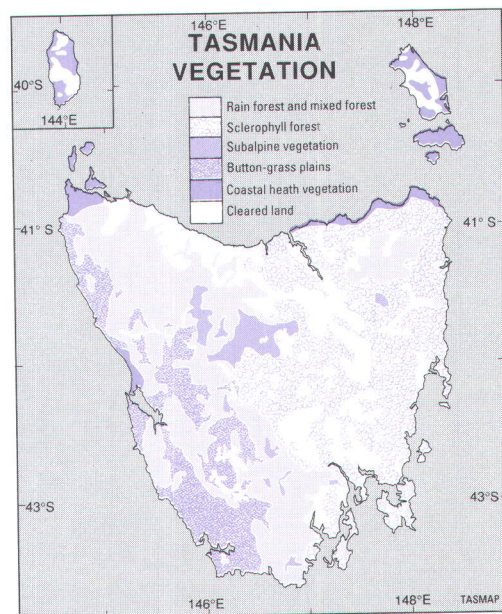 146°E
148°E
TASMANIA
VEGETATION
40°S
144°E
Rain forest and mixed forest
Sclerophyll forest
Subalpine vegetation
Button-grass plains
Coastal heath vegetation
Cleared land
41° S
41° S
43°S
43°S
146°E
148°E
TASMAP